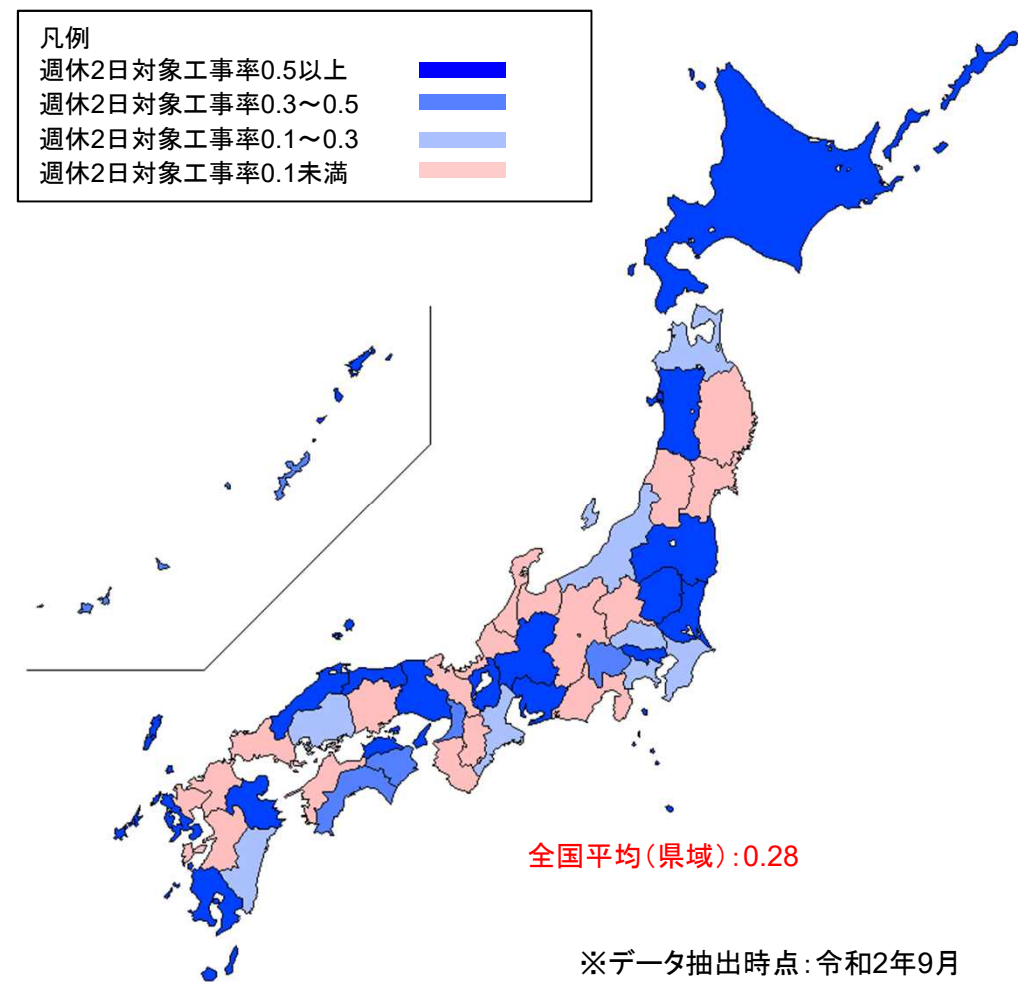 凡例
週休2日対象工事率0.5以上
週休2日対象工事率0.3～0.5
週休2日対象工事率0.1～0.3
週休2日対象工事率0.1未満
全国平均（県域）：0.28
※データ抽出時点：令和2年9月